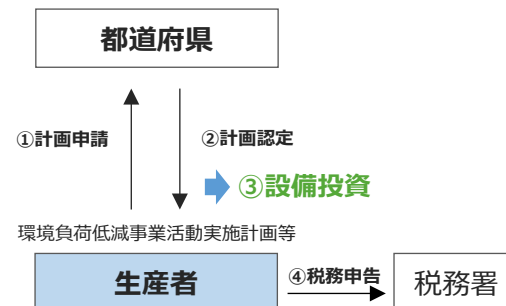 都道府県
①計画申請
②計画認定
③設備投資
環境負荷低減事業活動実施計画等
生産者
④税務申告
税務署